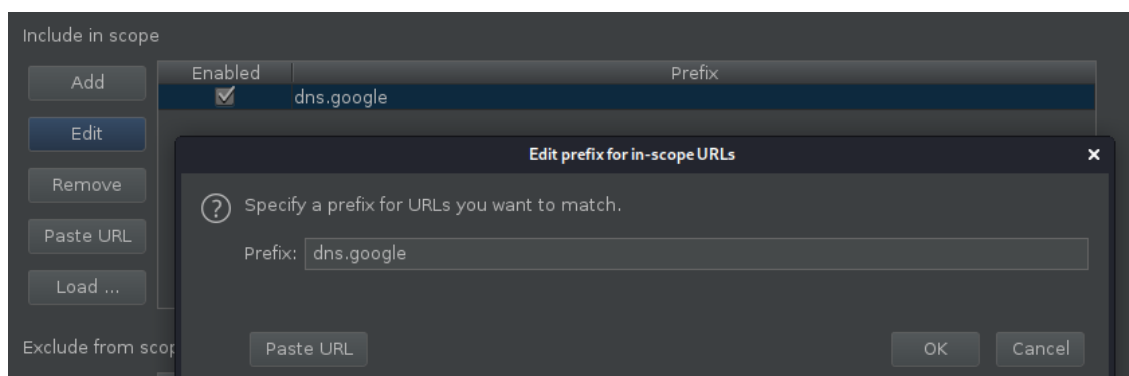 Include in scope
Add
Enabled Prefix
dns.google
Edit
Edit prefix for in-scope URLs ×
Remove
? Specify a prefix for URLs you want to match.
Paste URL
Prefix: dns.google
Load ...
Exclude from scop
Paste URL OK Cancel